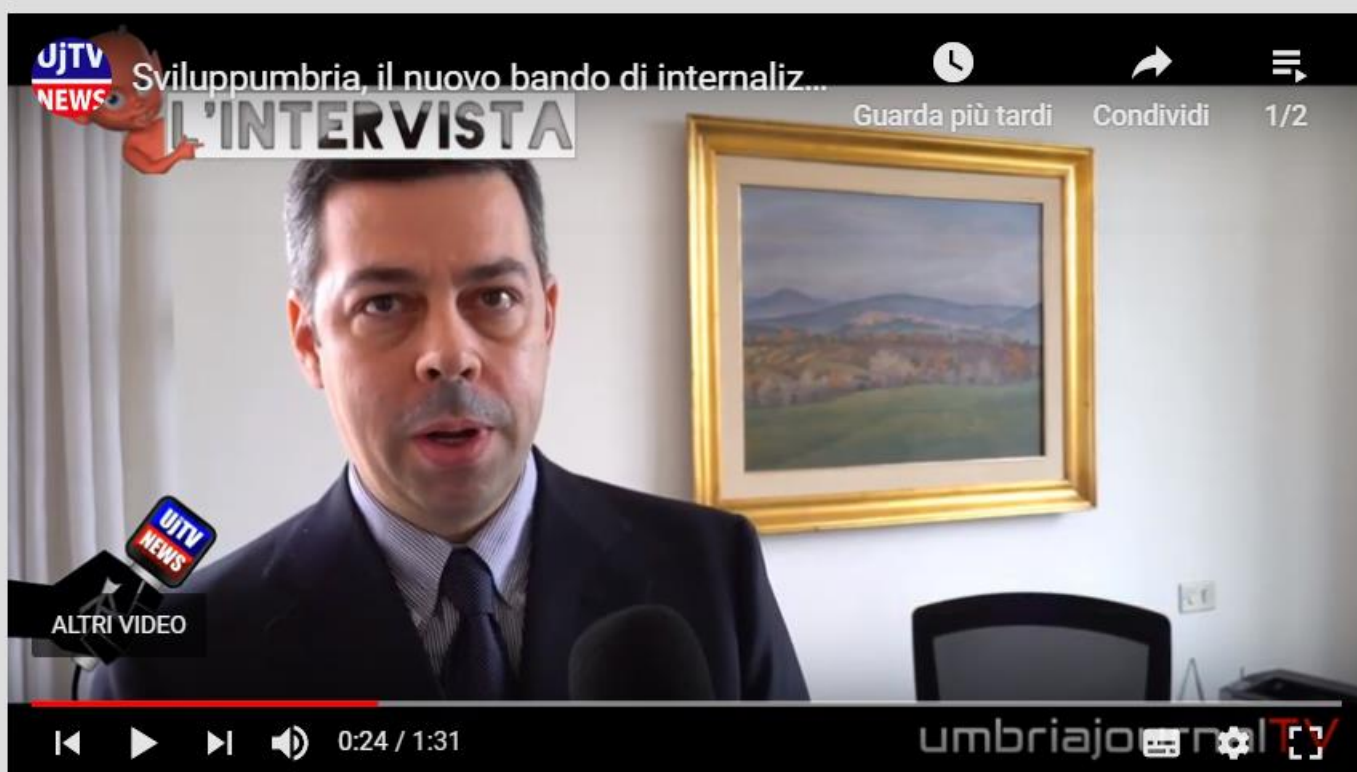 UjTV
NEWS
Sviluppumbria, il nuovo bando di internaliz...
L'INTERVISTA
Guarda più tardi
Condividi
1/2
UjTV
NEWS
ALTRI VIDEO
0:24 / 1:31
umbriajournalTV